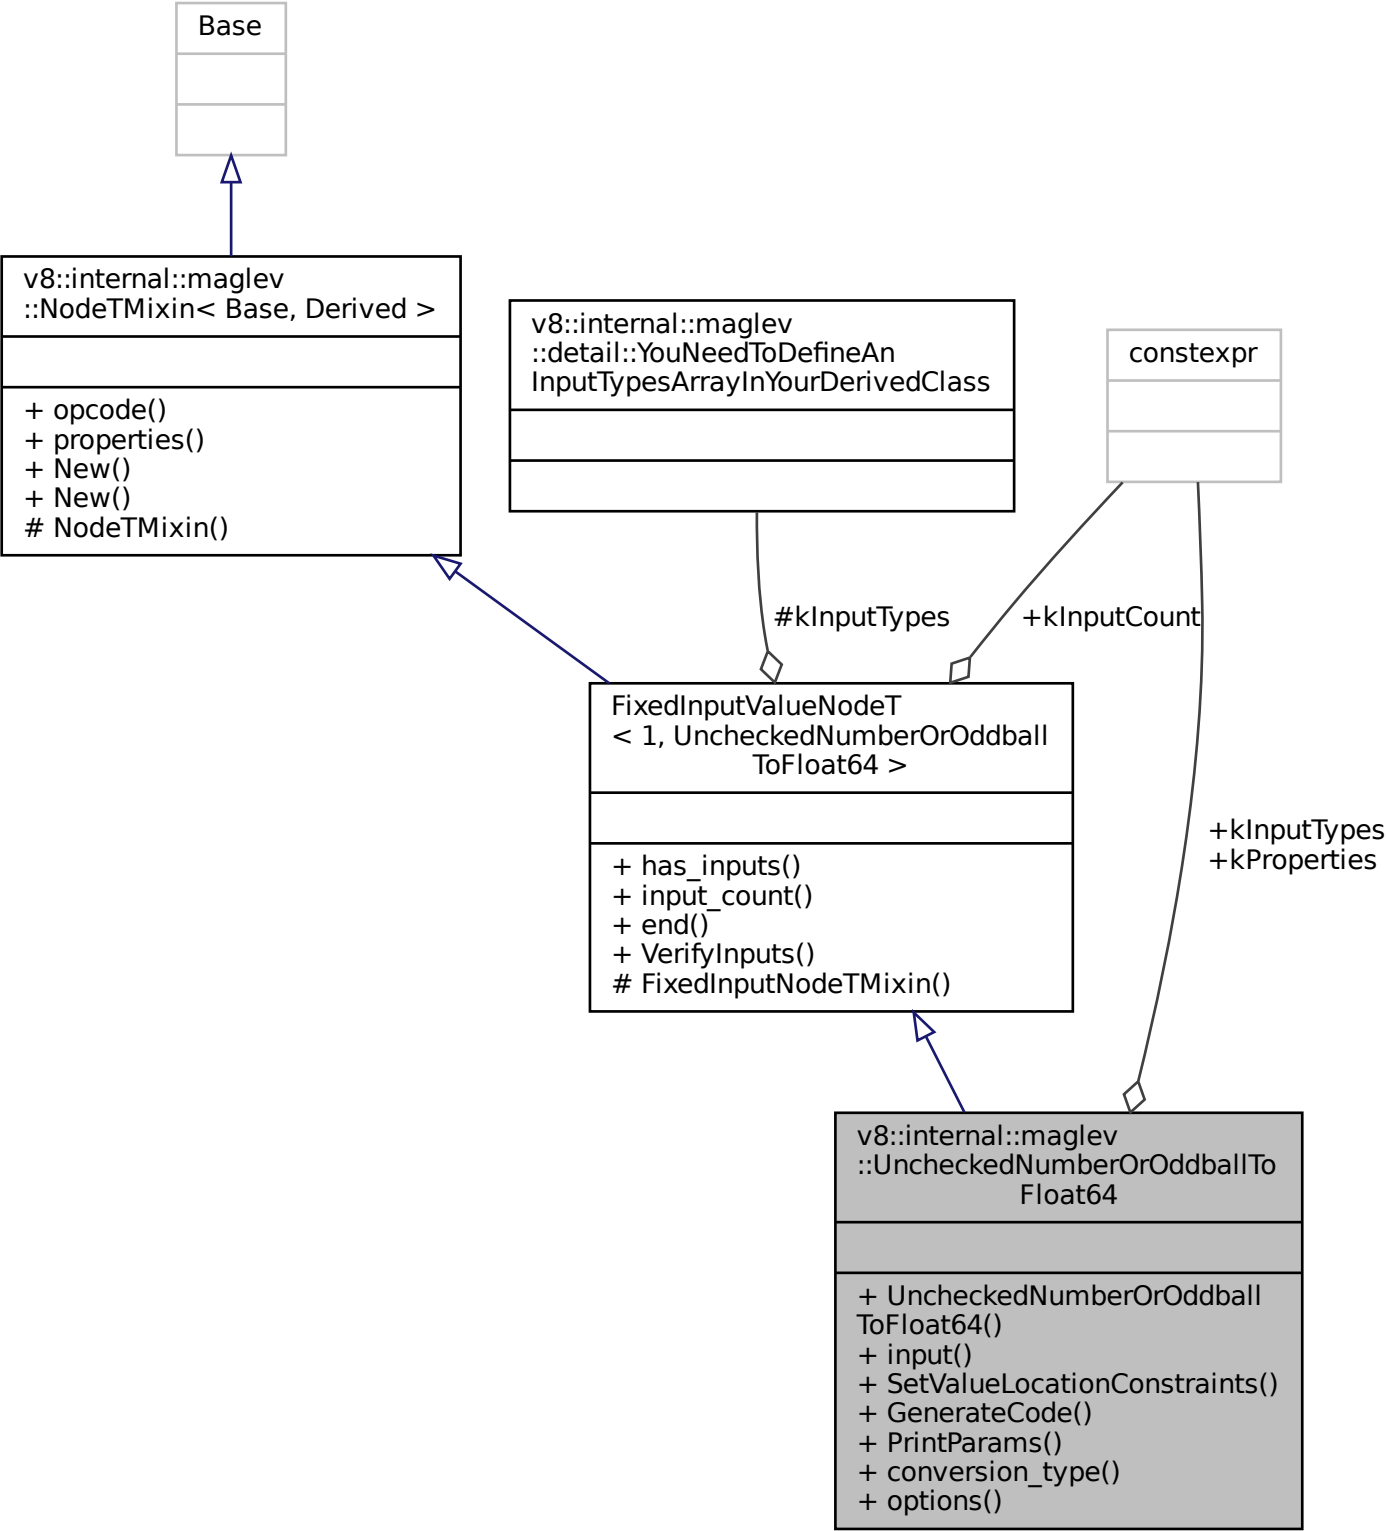 Base
v8::internal::maglev
::NodeTMixin< Base, Derived >
+ opcode()
+ properties()
+ New()
+ New()
# NodeTMixin()
v8::internal::maglev
::detail::YouNeedToDefineAn
InputTypesArrayInYourDerivedClass
constexpr
#kInputTypes
+kInputCount
FixedInputValueNodeT
< 1, UncheckedNumberOrOddball
ToFloat64 >
+ has_inputs()
+ input_count()
+ end()
+ VerifyInputs()
# FixedInputNodeTMixin()
+kInputTypes
+kProperties
v8::internal::maglev
::UncheckedNumberOrOddballTo
Float64
+ UncheckedNumberOrOddball
ToFloat64()
+ input()
+ SetValueLocationConstraints()
+ GenerateCode()
+ PrintParams()
+ conversion_type()
+ options()